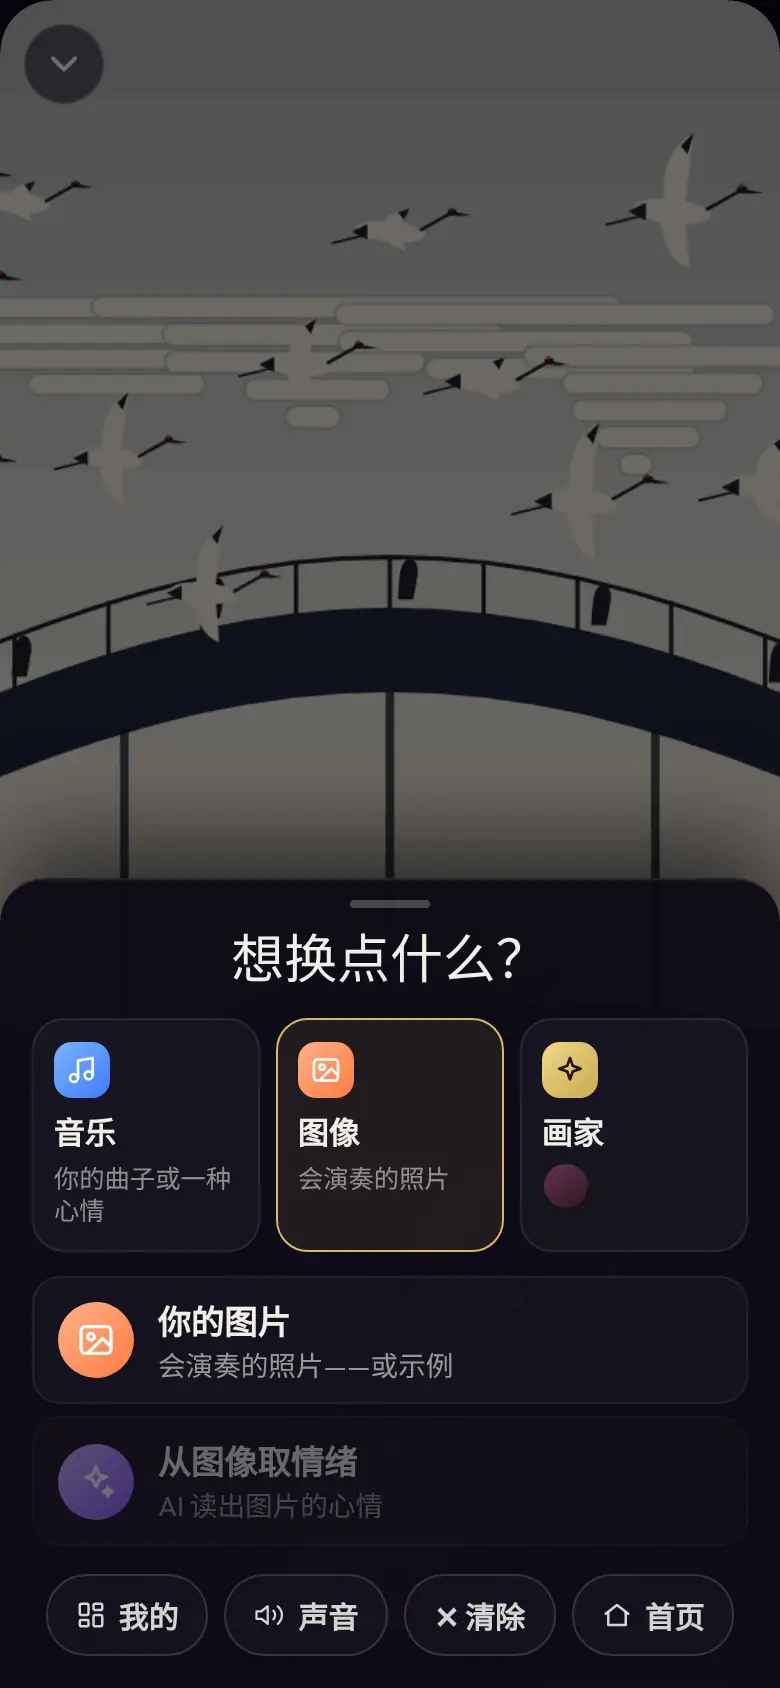 想换点什么？
音乐
你的曲子或一种
心情
图像
会演奏的照片
画家
你的图片
会演奏的照片——或示例
从图像取情绪
AI 读出图片的心情
我的
声音
清除
首页